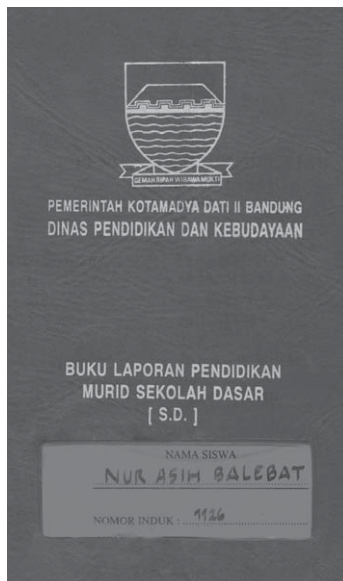 GEMAH RIPAH WIBAWA MUKTI
PEMERINTAH KOTAMADYA DATI II BANDUNG
DINAS PENDIDIKAN DAN KEBUDAYAAN
BUKU LAPORAN PENDIDIKAN
MURID SEKOLAH DASAR
[ S.D. ]
NAMA SISWA
NUR ASIH BALEBAT
NOMOR INDUK : 1126